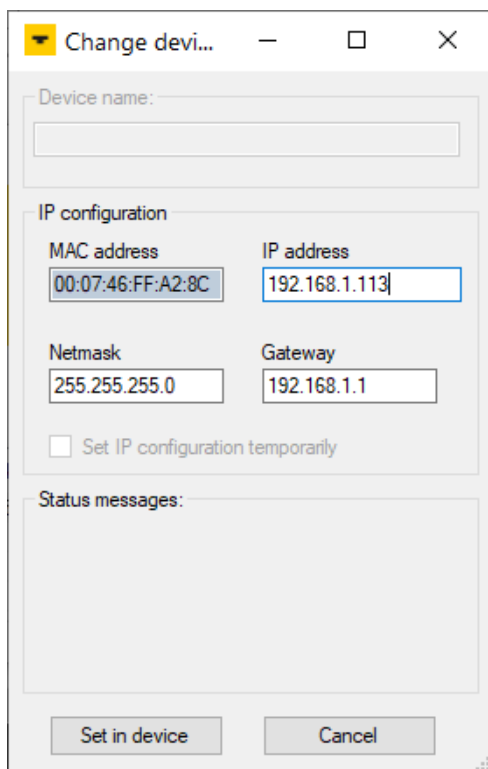 Change devi...
Device name:
IP configuration
MAC address IP address
00:07:46:FF:A2:8C 192.168.1.113
Netmask Gateway
255.255.255.0 192.168.1.1
Set IP configuration temporarily
Status messages:
Set in device Cancel